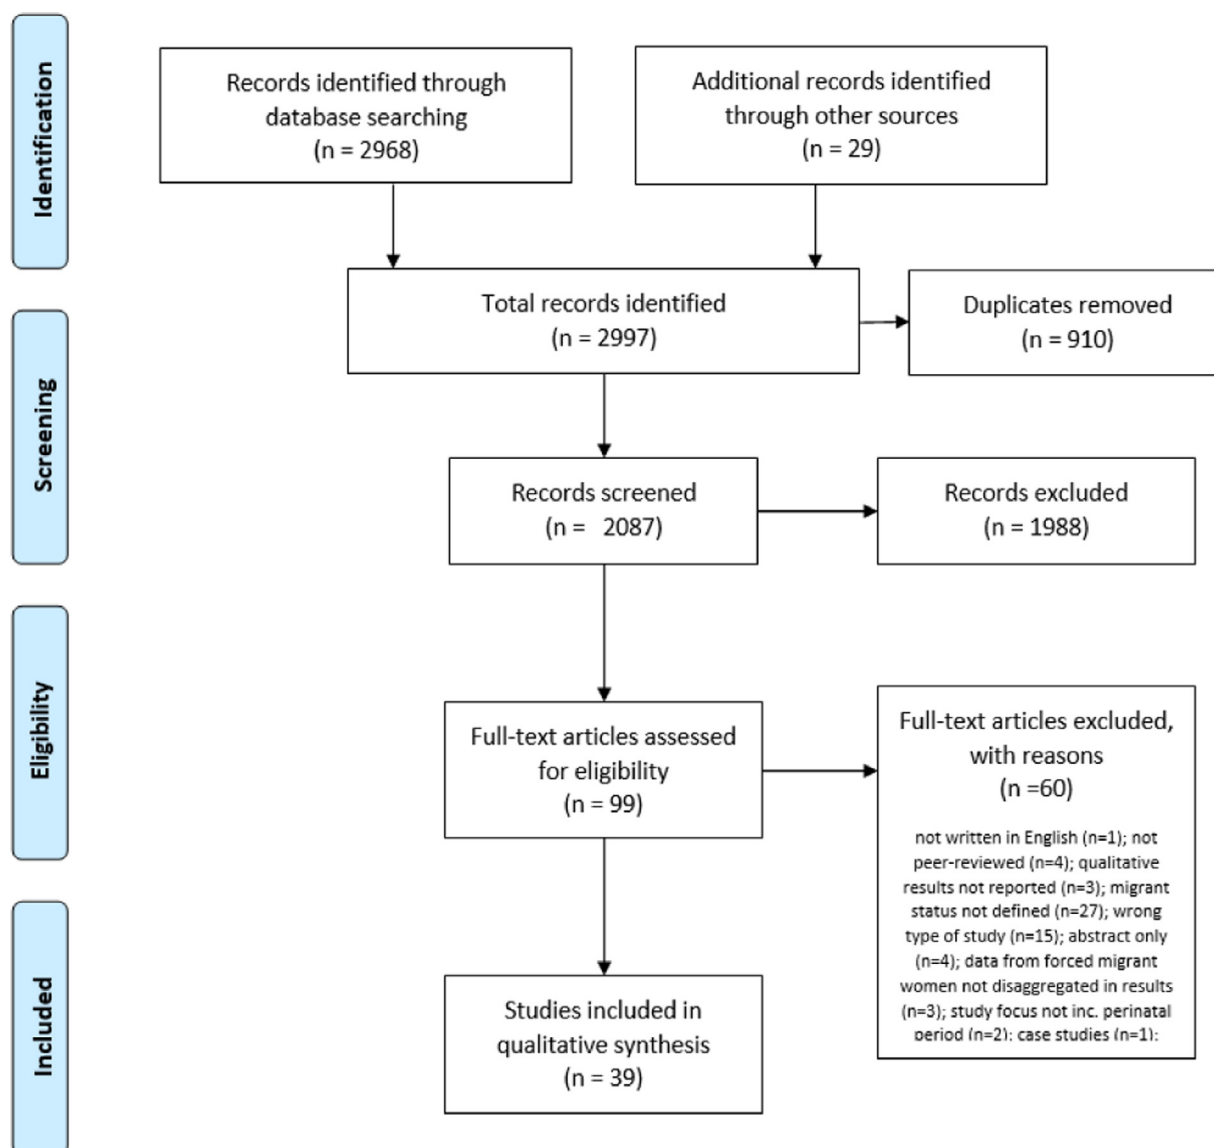 Identification
Records identified through
database searching
(n = 2968)
Additional records identified
through other sources
(n = 29)
Total records identified
(n = 2997)
Duplicates removed
(n = 910)
Screening
Records screened
(n =   2087)
Records excluded
(n = 1988)
Eligibility
Full-text articles assessed
for eligibility
(n = 99)
Full-text articles excluded,
with reasons
(n =60)
not written in English (n=1); not
peer-reviewed (n=4); qualitative
results not reported (n=3); migrant
status not defined (n=27); wrong
type of study (n=15); abstract only
(n=4); data from forced migrant
women not disaggregated in results
(n=3); study focus not inc. perinatal
period (n=2); case studies (n=1);
Included
Studies included in
qualitative synthesis
(n = 39)